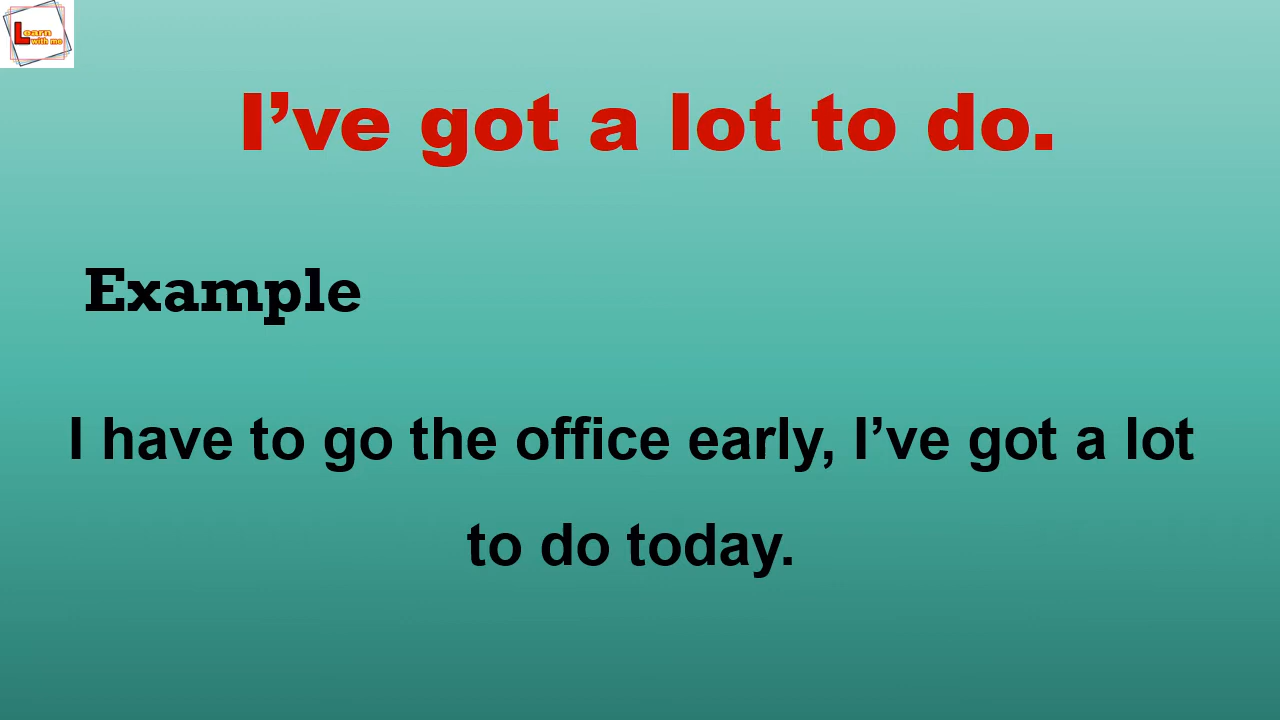 Learn
with me
I’ve got a lot to do.
Example
I have to go the office early, I’ve got a lot
to do today.